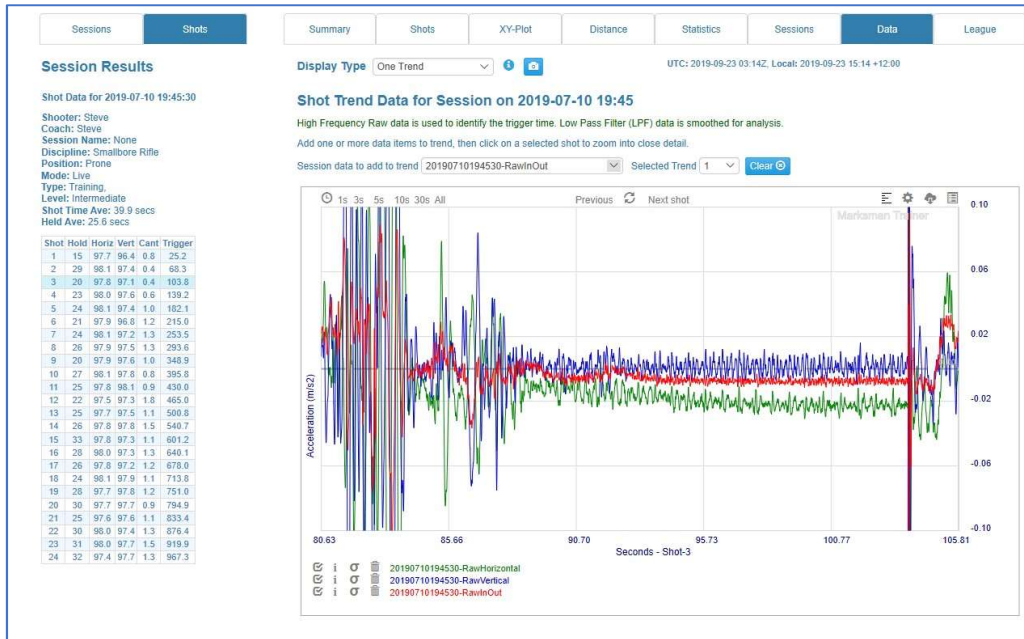 Sessions Shots Summary Shots XY-Plot Distance Statistics Sessions Data League
Session Results
Shot Data for 2019-07-10 19:45:30
Shooter: Steve
Coach: Steve
Session Name: None
Discipline: Smallbore Rifle
Position: Prone
Mode: Live
Type: Training,
Level: Intermediate
Shot Time Ave: 39.9 secs
Held Ave: 25.6 secs
Shot Hold Horiz Vert Cant Trigger
1 15 97.7 96.4 0.8 25.2
2 29 98.1 97.4 0.4 68.3
3 20 97.8 97.1 0.4 103.8
4 23 98.0 97.6 0.6 139.2
5 24 98.1 97.4 1.0 182.1
6 21 97.9 96.8 1.2 215.0
7 24 98.1 97.2 1.3 253.5
8 26 97.9 97.5 1.3 293.6
9 20 97.9 97.6 1.0 348.9
10 27 98.1 97.8 0.8 395.8
11 25 97.8 98.1 0.9 430.0
12 22 97.5 97.3 1.8 465.0
13 25 97.7 97.5 1.1 500.8
14 26 97.8 97.8 1.5 540.7
15 33 97.8 97.3 1.1 601.2
16 28 98.0 97.3 1.3 640.1
17 26 97.8 97.2 1.2 678.0
18 24 98.1 97.9 1.1 713.8
19 28 97.7 97.8 1.2 751.0
20 30 97.7 97.7 0.9 794.9
21 25 97.6 97.6 1.1 833.4
22 30 98.0 97.4 1.3 876.4
23 31 98.0 97.7 1.5 919.9
24 32 97.4 97.7 1.3 967.3
Display Type One Trend
UTC: 2019-09-23 03:14Z, Local: 2019-09-23 15:14 +12:00
Shot Trend Data for Session on 2019-07-10 19:45
High Frequency Raw data is used to identify the trigger time. Low Pass Filter (LPF) data is smoothed for analysis.
Add one or more data items to trend, then click on a selected shot to zoom into close detail.
Session data to add to trend 20190710194530-RawInOut Selected Trend 1 Clear
1s 3s 5s 10s 30s All Previous Next shot
Marksman Trainer
0.10
0.06
0.02
-0.02
-0.06
-0.10
Acceleration (m/s2)
80.63 85.66 90.70 95.73 100.77 105.81
Seconds - Shot-3
20190710194530-RawHorizontal
20190710194530-RawVertical
20190710194530-RawInOut